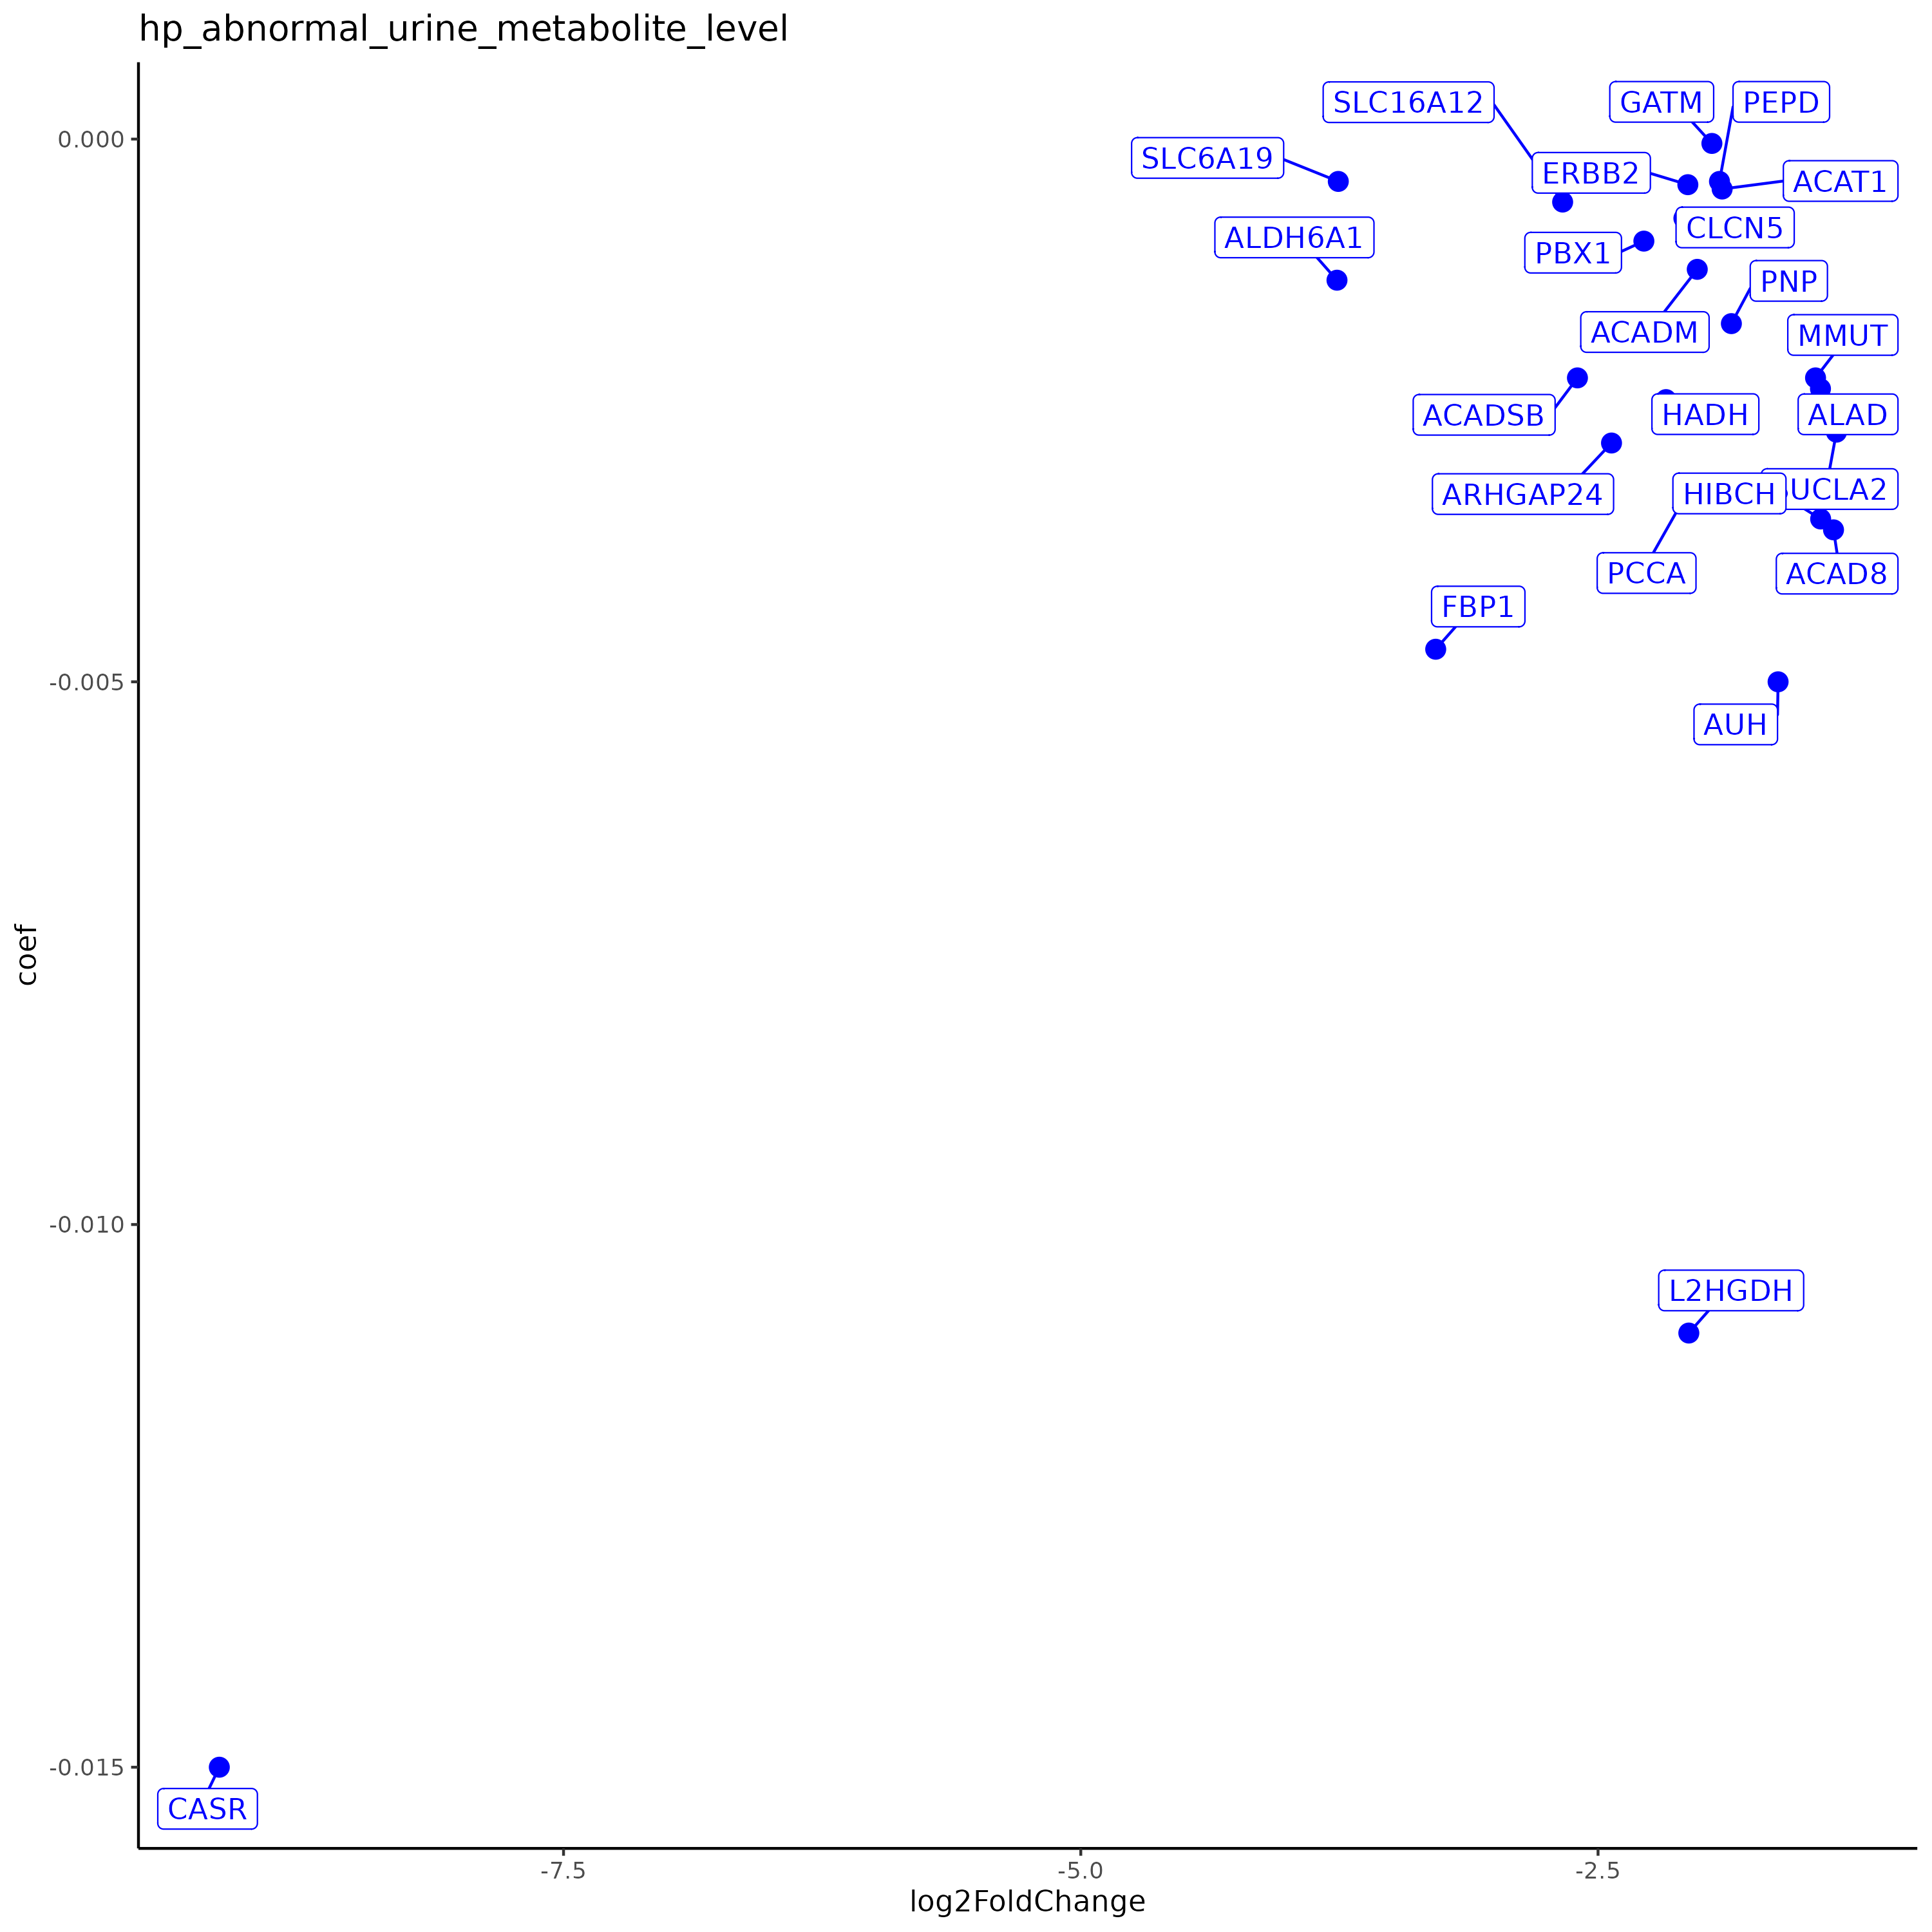 hp_abnormal_urine_metabolite_level
SLC16A12
GATM
PEPD
SLC6A19
ERBB2
ACAT1
ALDH6A1
CLCN5
PBX1
PNP
ACADM
MMUT
ACADSB
HADH
ALAD
ARHGAP24
HIBCH
UCLA2
PCCA
ACAD8
FBP1
AUH
L2HGDH
CASR
0.000
-0.005
-0.010
-0.015
coef
-7.5
-5.0
-2.5
log2FoldChange